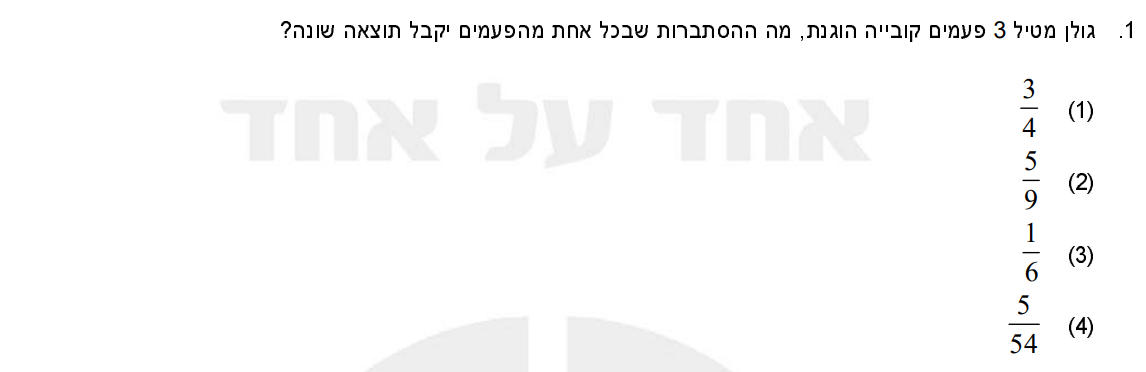 1. גולן מטיל 3 פעמים קובייה הוגנת, מה ההסתברות שבכל אחת מהפעמים יקבל תוצאה שונה?
(1) 3/4
אחד על אחד
(2) 5/9
(3) 1/6
(4) 5/54